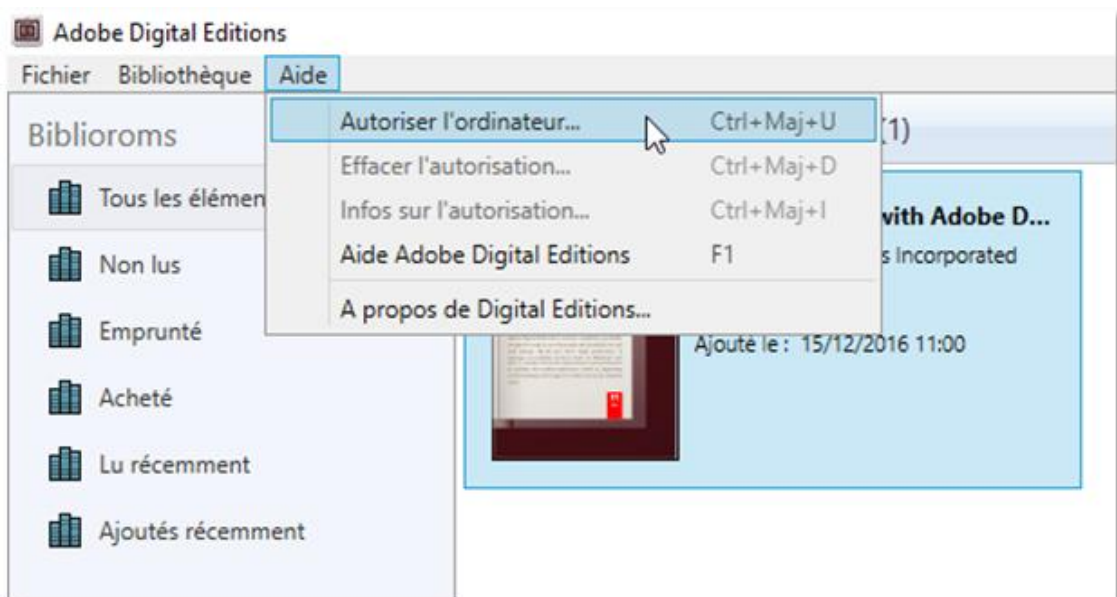 Adobe Digital Editions
Fichier Bibliothèque Aide
Biblioroms
Autoriser l'ordinateur... Ctrl+Maj+U
(1)
Effacer l'autorisation... Ctrl+Maj+D
Tous les élémen
Infos sur l'autorisation... Ctrl+Maj+I
with Adobe D...
Aide Adobe Digital Editions F1
s Incorporated
Non lus
A propos de Digital Editions...
Emprunté
Ajouté le : 15/12/2016 11:00
Acheté
Lu récemment
Ajoutés récemment